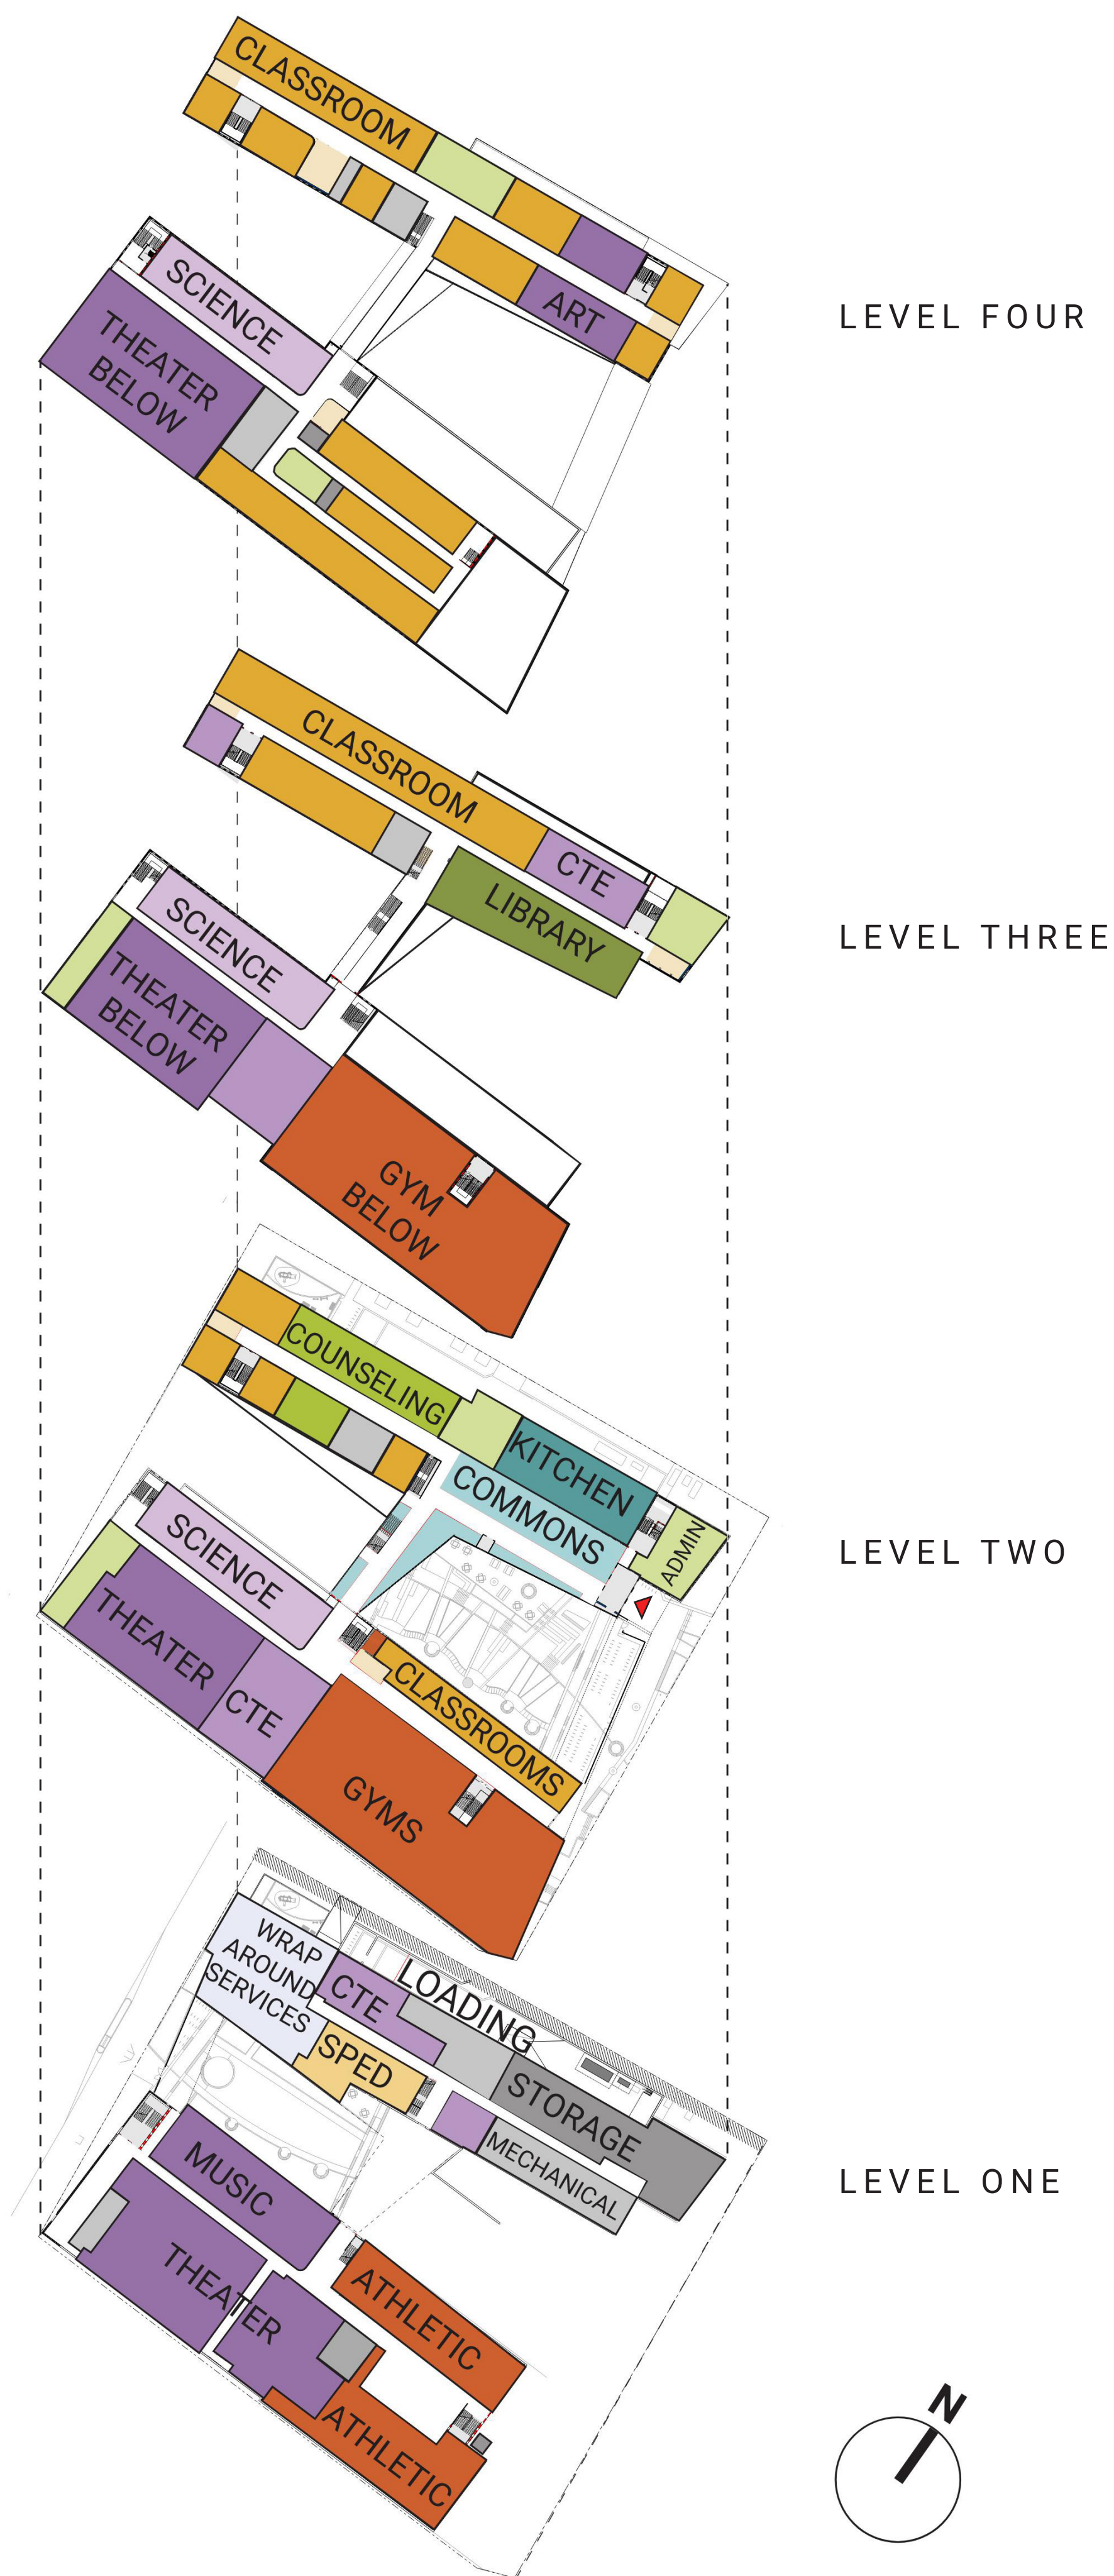 CLASSROOM
SCIENCE
THEATER
BELOW
ART
LEVEL FOUR
CLASSROOM
CTE
LIBRARY
SCIENCE
THEATER
BELOW
GYM
BELOW
LEVEL THREE
COUNSELING
KITCHEN
COMMONS
ADMIN
SCIENCE
THEATER
CTE
CLASSROOMS
GYMS
LEVEL TWO
WRAP
AROUND
SERVICES
CTE
LOADING
SPED
STORAGE
MECHANICAL
MUSIC
THEATER
ATHLETIC
ATHLETIC
LEVEL ONE
N